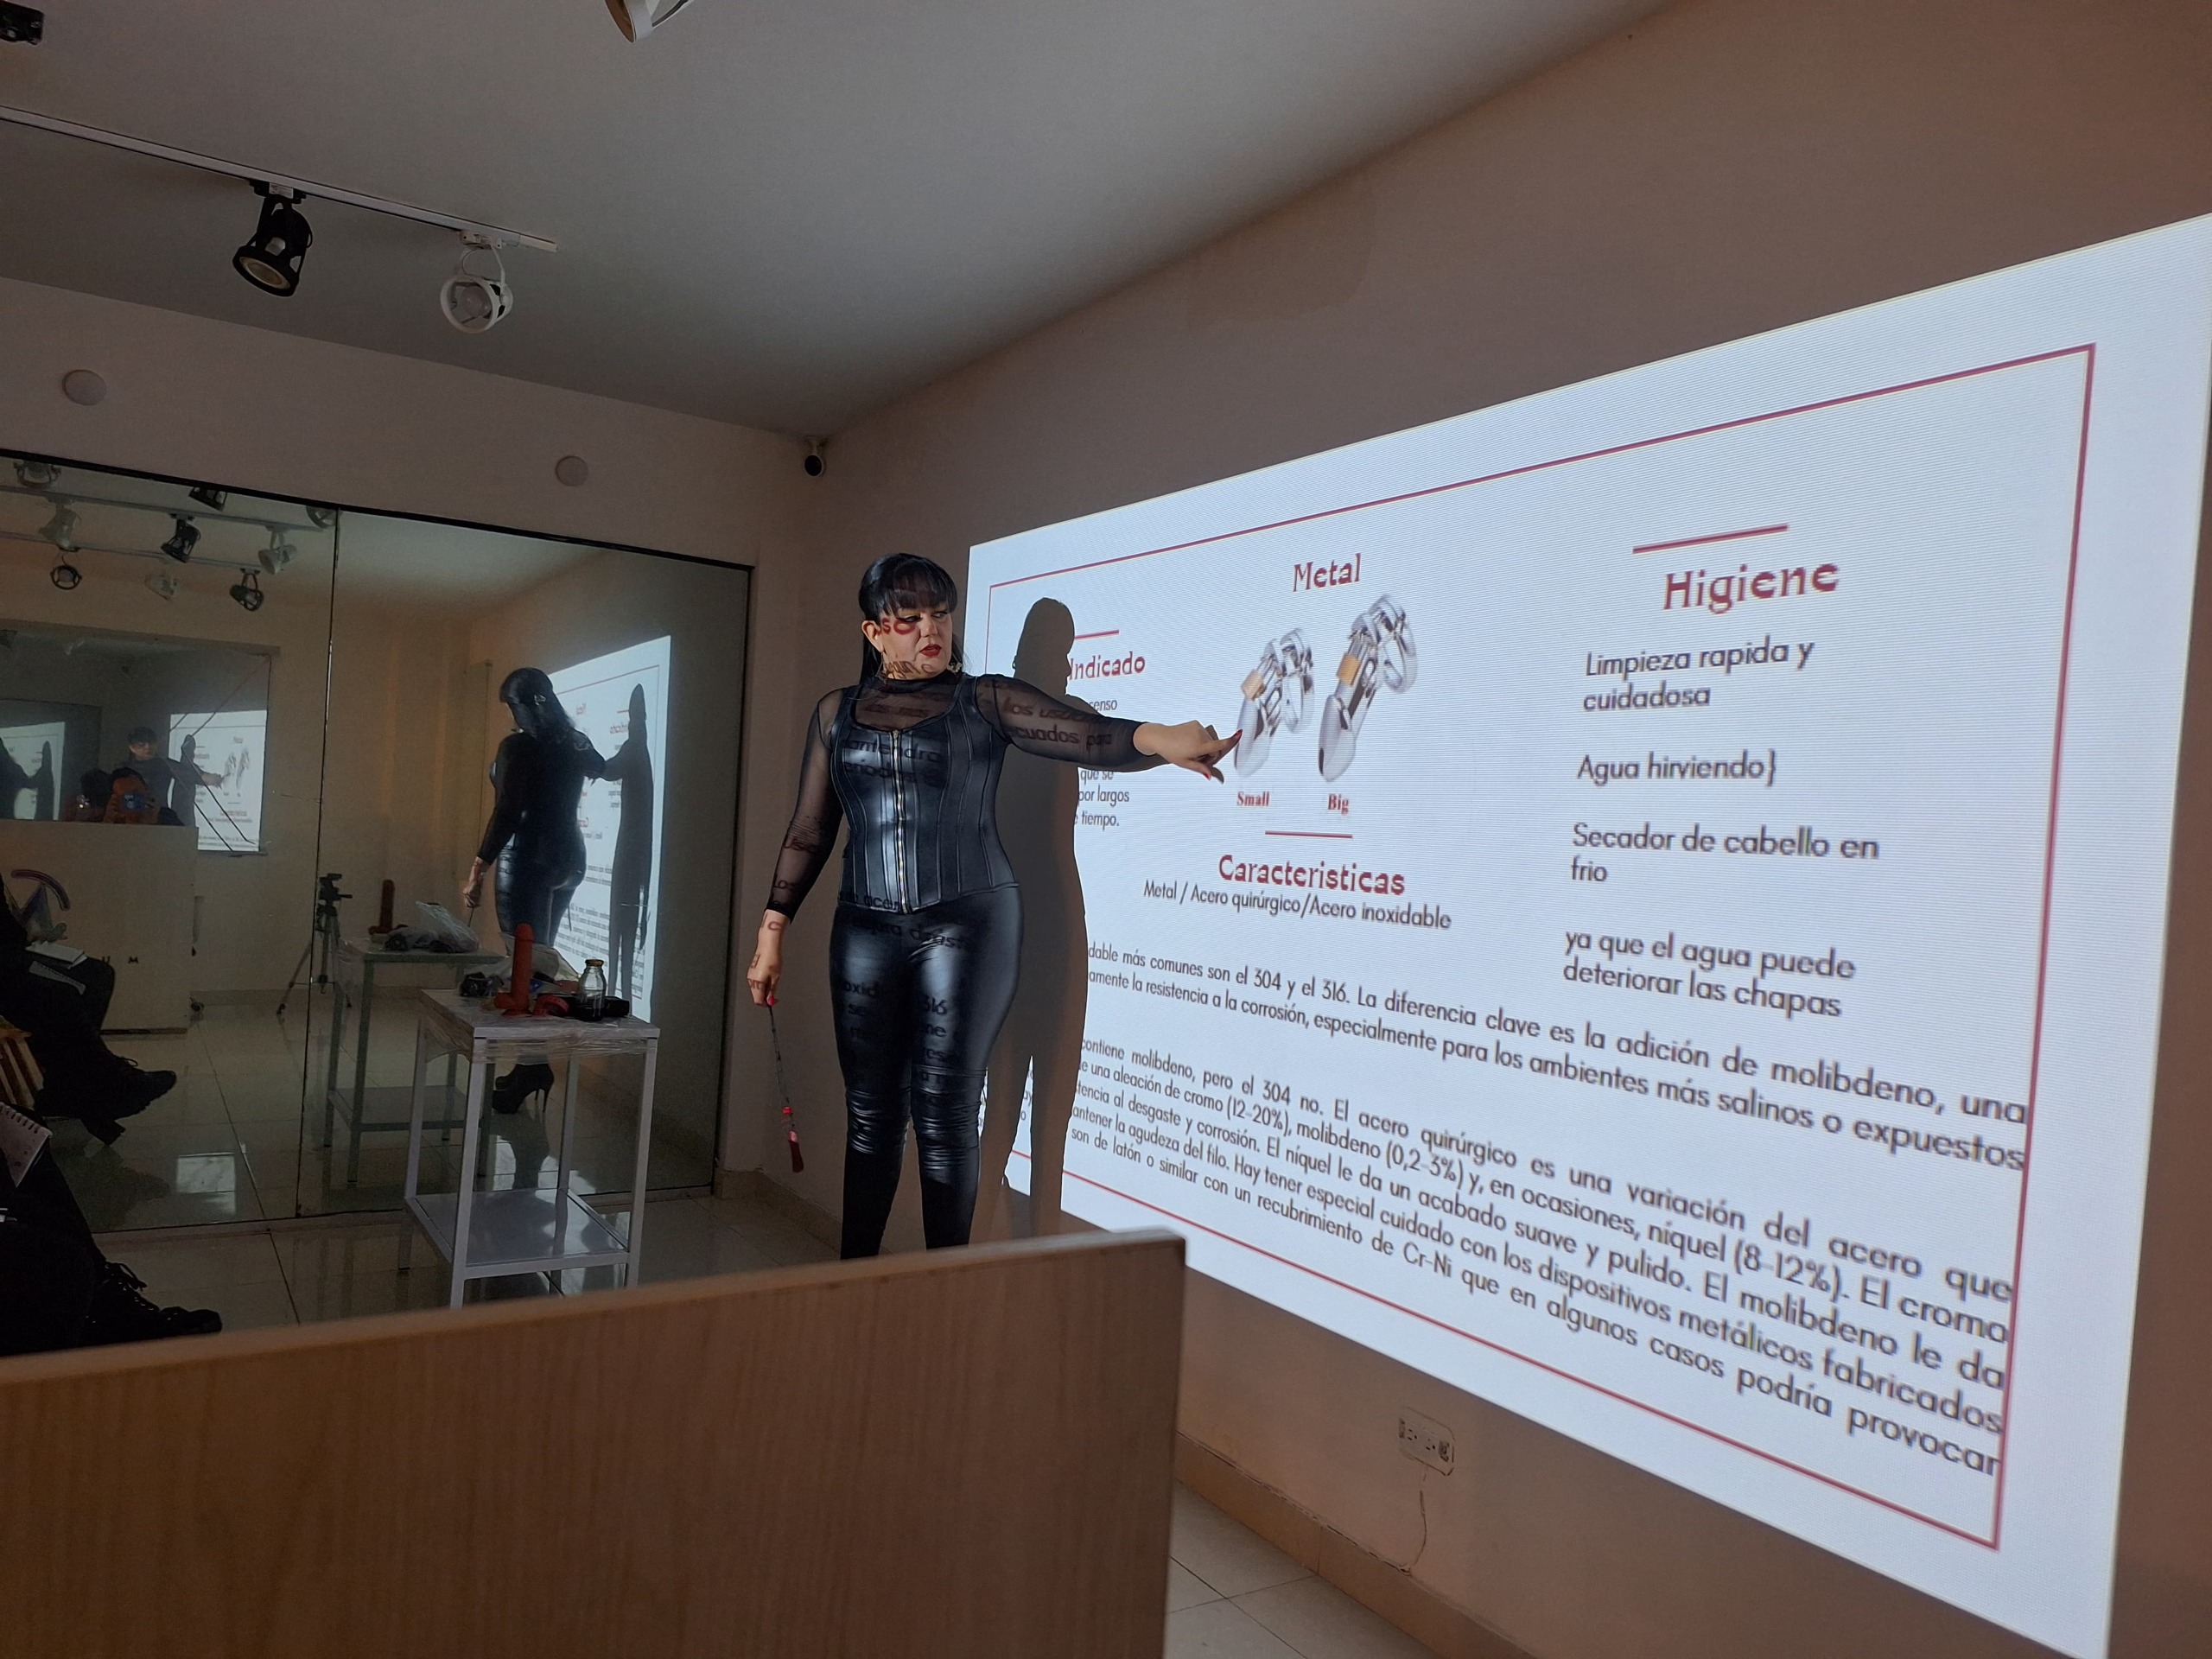 Metal
Indicado
que se
por largos
tiempo.
Small Big
Caracteristicas
Metal / Acero quirúrgico/Acero inoxidable
Higiene
Limpieza rapida y
cuidadosa
Agua hirviendo}
Secador de cabello en
frio
ya que el agua puede
deteriorar las chapas
dable más comunes son el 304 y el 316. La diferencia clave es la adición de molibdeno, una
amente la resistencia a la corrosión, especialmente para los ambientes más salinos o expuestos
contiene molibdeno, pero el 304 no. El acero quirúrgico es una variación del acero que
e una aleación de cromo (12-20%), molibdeno (0,2-3%) y, en ocasiones, níquel (8-12%). El cromo
tencia al desgaste y corrosión. El níquel le da un acabado suave y pulido. El molibdeno le da
antener la agudeza del filo. Hay tener especial cuidado con los dispositivos metálicos fabricados
son de latón o similar con un recubrimiento de Cr-Ni que en algunos casos podría provocar